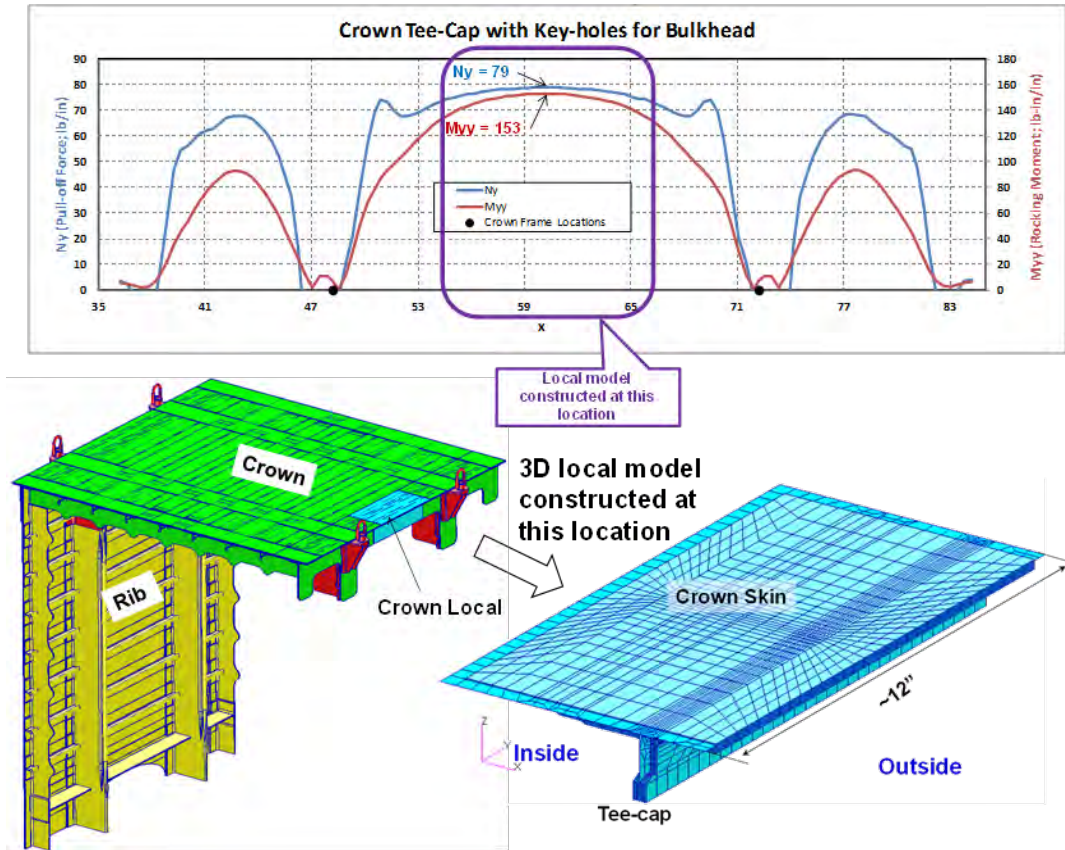 Crown Tee-Cap with Key-holes for Bulkhead
90
80
70
60
50
40
30
20
10
0
Ny (Pull-off Force; lb/in)
180
160
140
120
100
80
60
40
20
0
Myy (Rocking Moment; lb-in/in)
Ny = 79
Myy = 153
Ny
Myy
Crown Frame Locations
35 41 47 53 59 65 71 77 83
x
Local model
constructed at this
location
Crown
Rib
Crown Local
3D local model
constructed at
this location
Crown Skin
~12”
Z
Y
X
Inside
Outside
Tee-cap